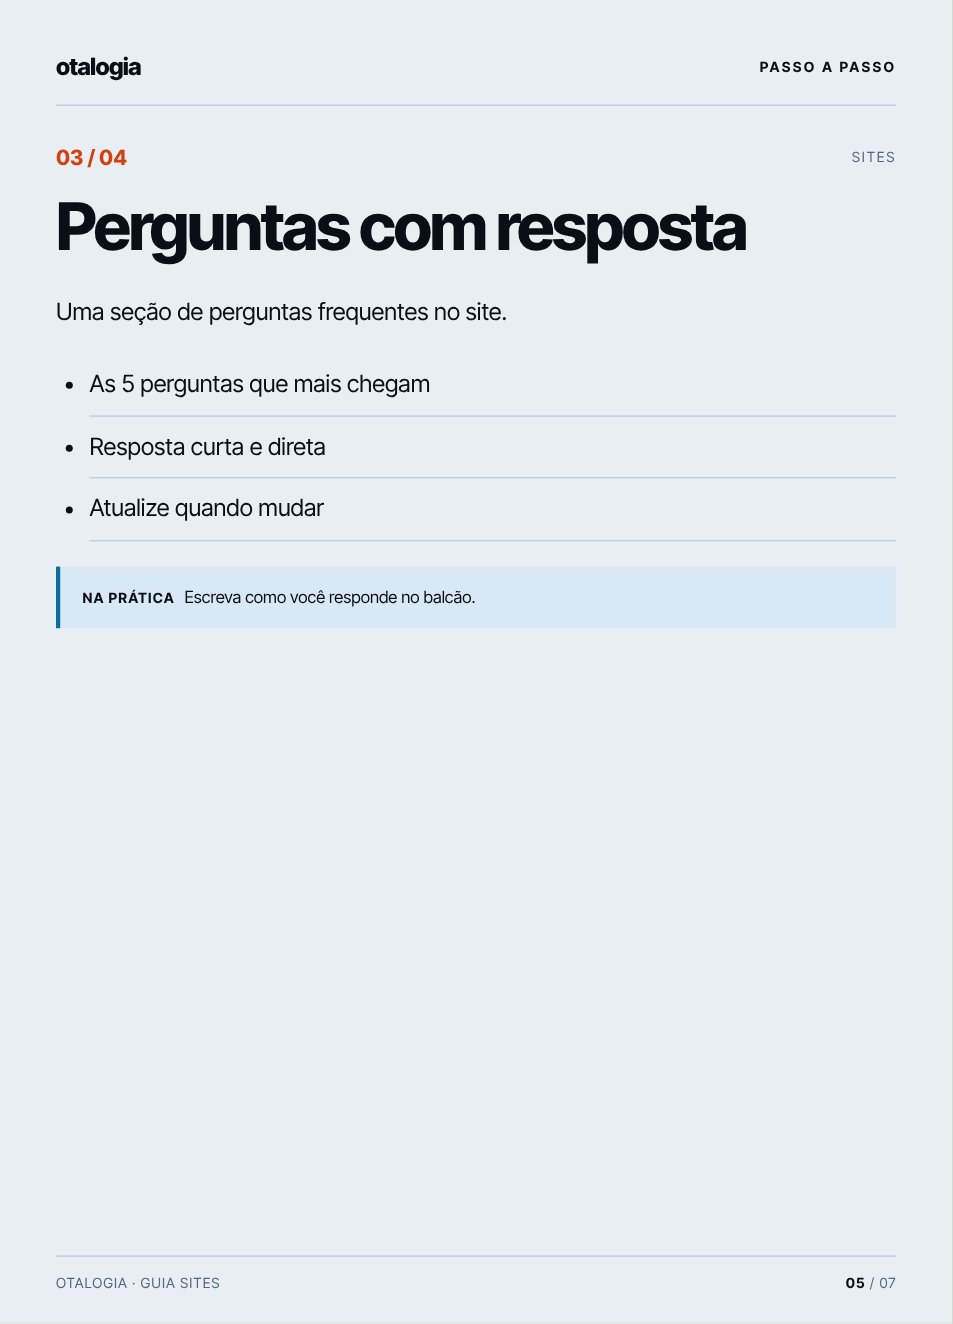 otalogia
PASSO A PASSO
03 / 04
SITES
Perguntas com resposta
Uma seção de perguntas frequentes no site.
• As 5 perguntas que mais chegam
• Resposta curta e direta
• Atualize quando mudar
NA PRÁTICA Escreva como você responde no balcão.
OTALOGIA · GUIA SITES
05 / 07